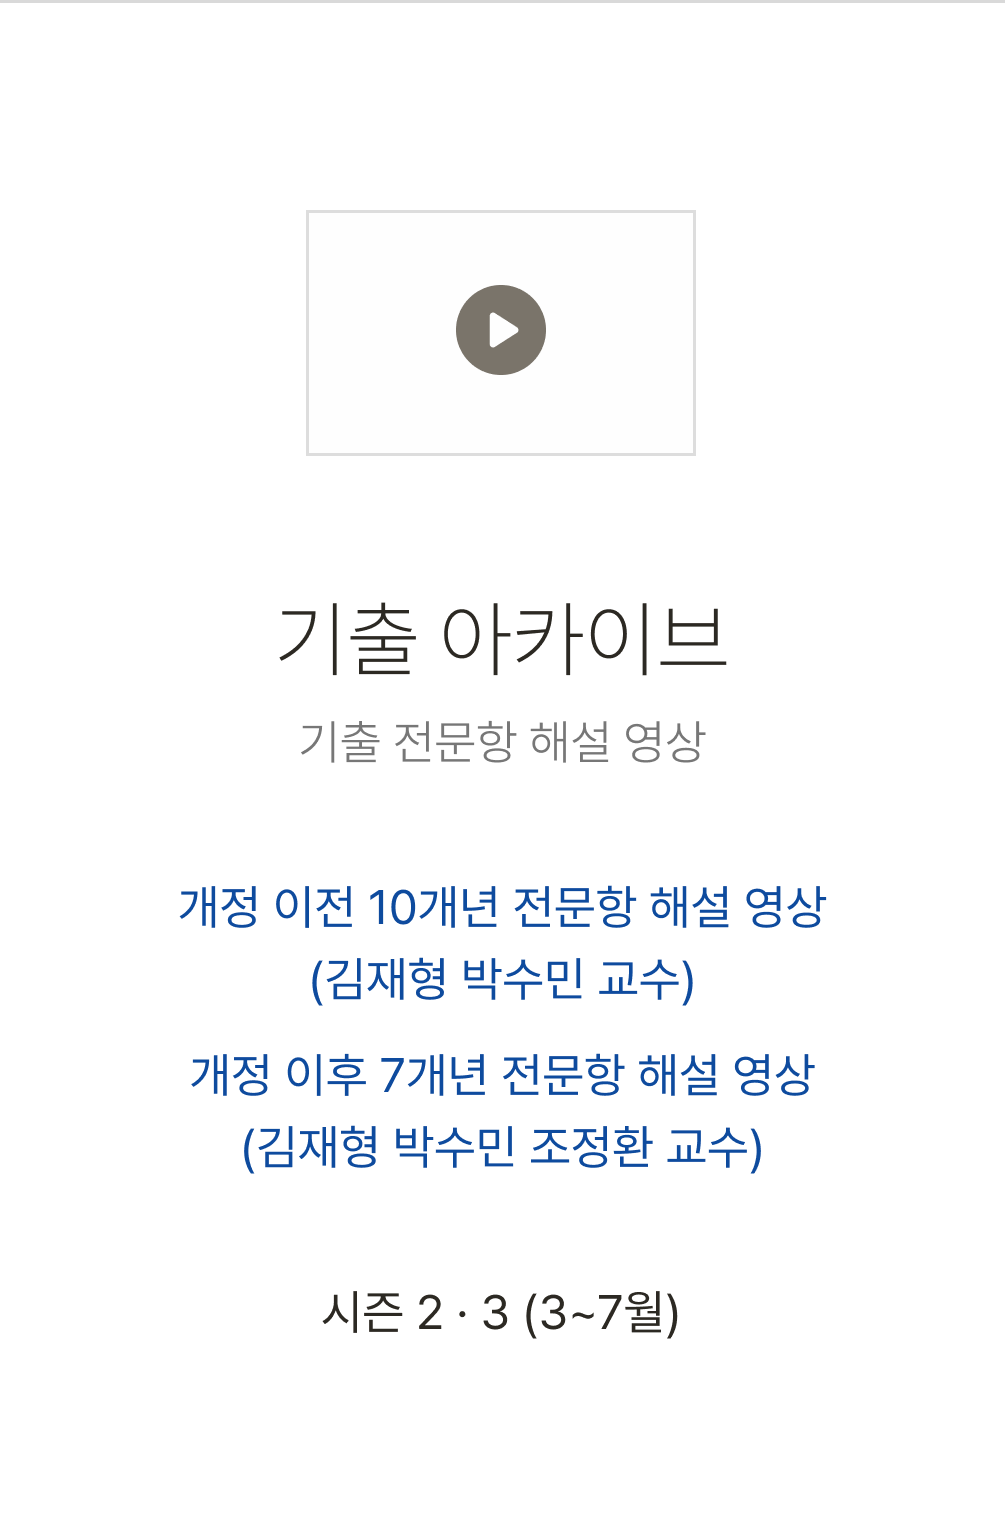 기출 아카이브
기출 전문항 해설 영상
개정 이전 10개년 전문항 해설 영상
(김재형 박수민 교수)
개정 이후 7개년 전문항 해설 영상
(김재형 박수민 조정환 교수)
시즌 2 · 3 (3~7월)